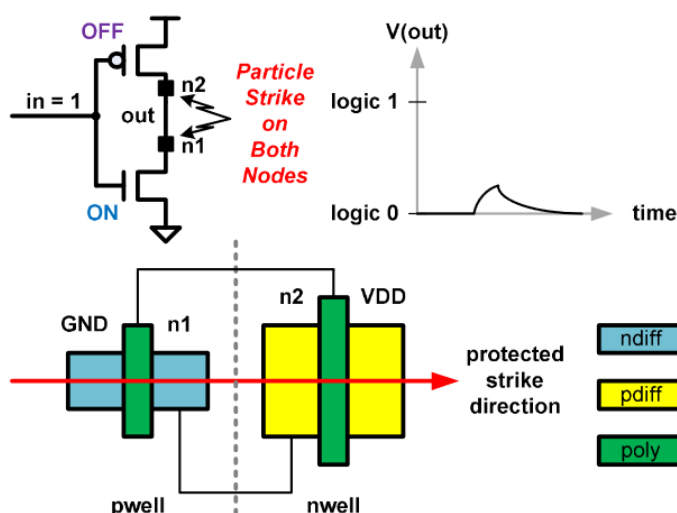 OFF
V(out)
n2
Particle
Strike
on
Both
Nodes
in = 1
out
n1
logic 1
ON
logic 0
time
GND
n1
n2
VDD
ndiff
protected
strike
direction
pdiff
poly
pwell
nwell